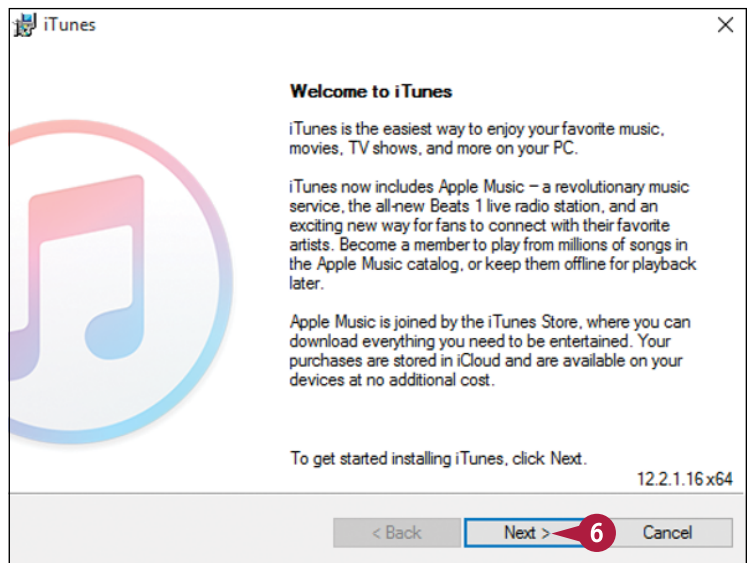 iTunes
Welcome to iTunes
iTunes is the easiest way to enjoy your favorite music,
movies, TV shows, and more on your PC.
iTunes now includes Apple Music – a revolutionary music
service, the all-new Beats 1 live radio station, and an
exciting new way for fans to connect with their favorite
artists. Become a member to play from millions of songs in
the Apple Music catalog, or keep them offline for playback
later.
Apple Music is joined by the iTunes Store, where you can
download everything you need to be entertained. Your
purchases are stored in iCloud and are available on your
devices at no additional cost.
To get started installing iTunes, click Next.
12.2.1.16 x64
< Back Next > 6 Cancel